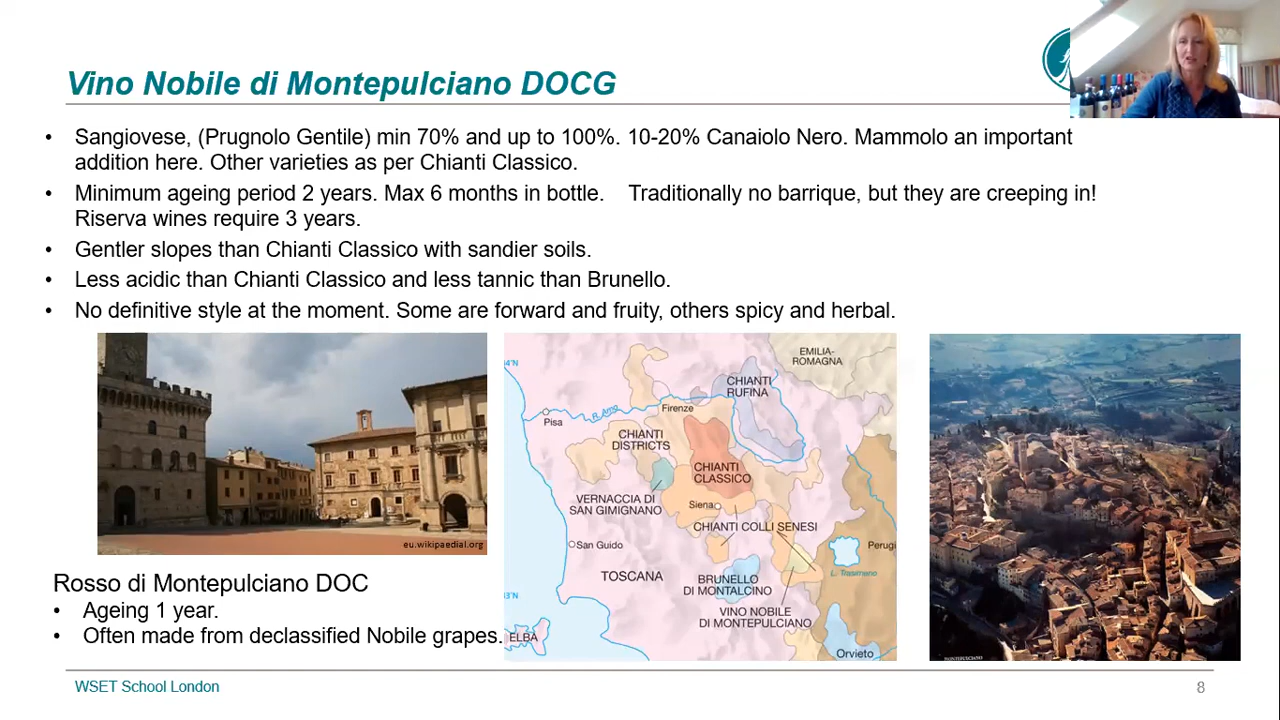 Vino Nobile di Montepulciano DOCG
• Sangiovese, (Prugnolo Gentile) min 70% and up to 100%. 10-20% Canaiolo Nero. Mammolo an important
addition here. Other varieties as per Chianti Classico.
• Minimum ageing period 2 years. Max 6 months in bottle. Traditionally no barrique, but they are creeping in!
Riserva wines require 3 years.
• Gentler slopes than Chianti Classico with sandier soils.
• Less acidic than Chianti Classico and less tannic than Brunello.
• No definitive style at the moment. Some are forward and fruity, others spicy and herbal.
eu.wikipaedial.org
44°N
EMILIA-
ROMAGNA
CHIANTI
RUFINA
Pisa
R. Arno
Firenze
CHIANTI
DISTRICTS
CHIANTI
CLASSICO
VERNACCIA DI
SAN GIMIGNANO
Siena
CHIANTI COLLI SENESI
San Guido
Perugi
L. Trasimeno
TOSCANA
BRUNELLO
DI MONTALCINO
43°N
VINO NOBILE
DI MONTEPULCIANO
ELBA
Orvieto
MONTEPULCIANO
Rosso di Montepulciano DOC
• Ageing 1 year.
• Often made from declassified Nobile grapes.
WSET School London
8